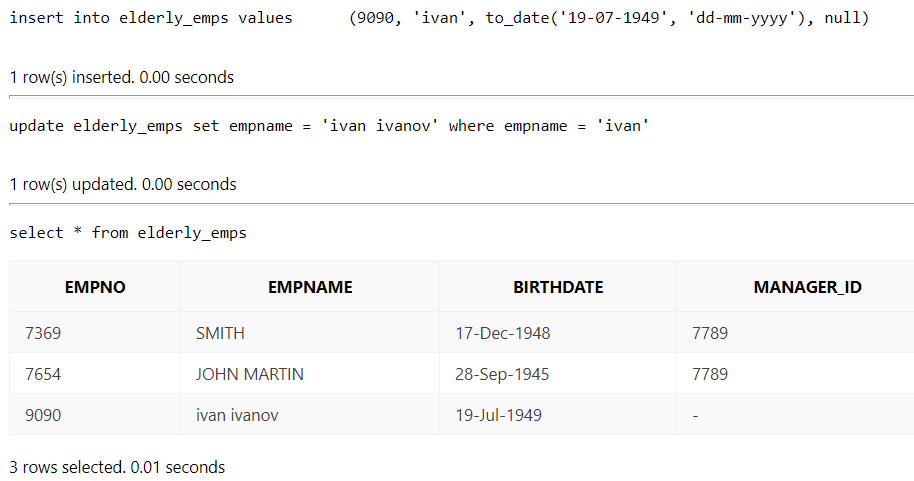 insert into elderly_emps values      (9090, 'ivan', to_date('19-07-1949', 'dd-mm-yyyy'), null)
1 row(s) inserted. 0.00 seconds
update elderly_emps set empname = 'ivan ivanov' where empname = 'ivan'
1 row(s) updated. 0.00 seconds
select * from elderly_emps
EMPNO EMPNAME BIRTHDATE MANAGER_ID
7369 SMITH 17-Dec-1948 7789
7654 JOHN MARTIN 28-Sep-1945 7789
9090 ivan ivanov 19-Jul-1949 -
3 rows selected. 0.01 seconds